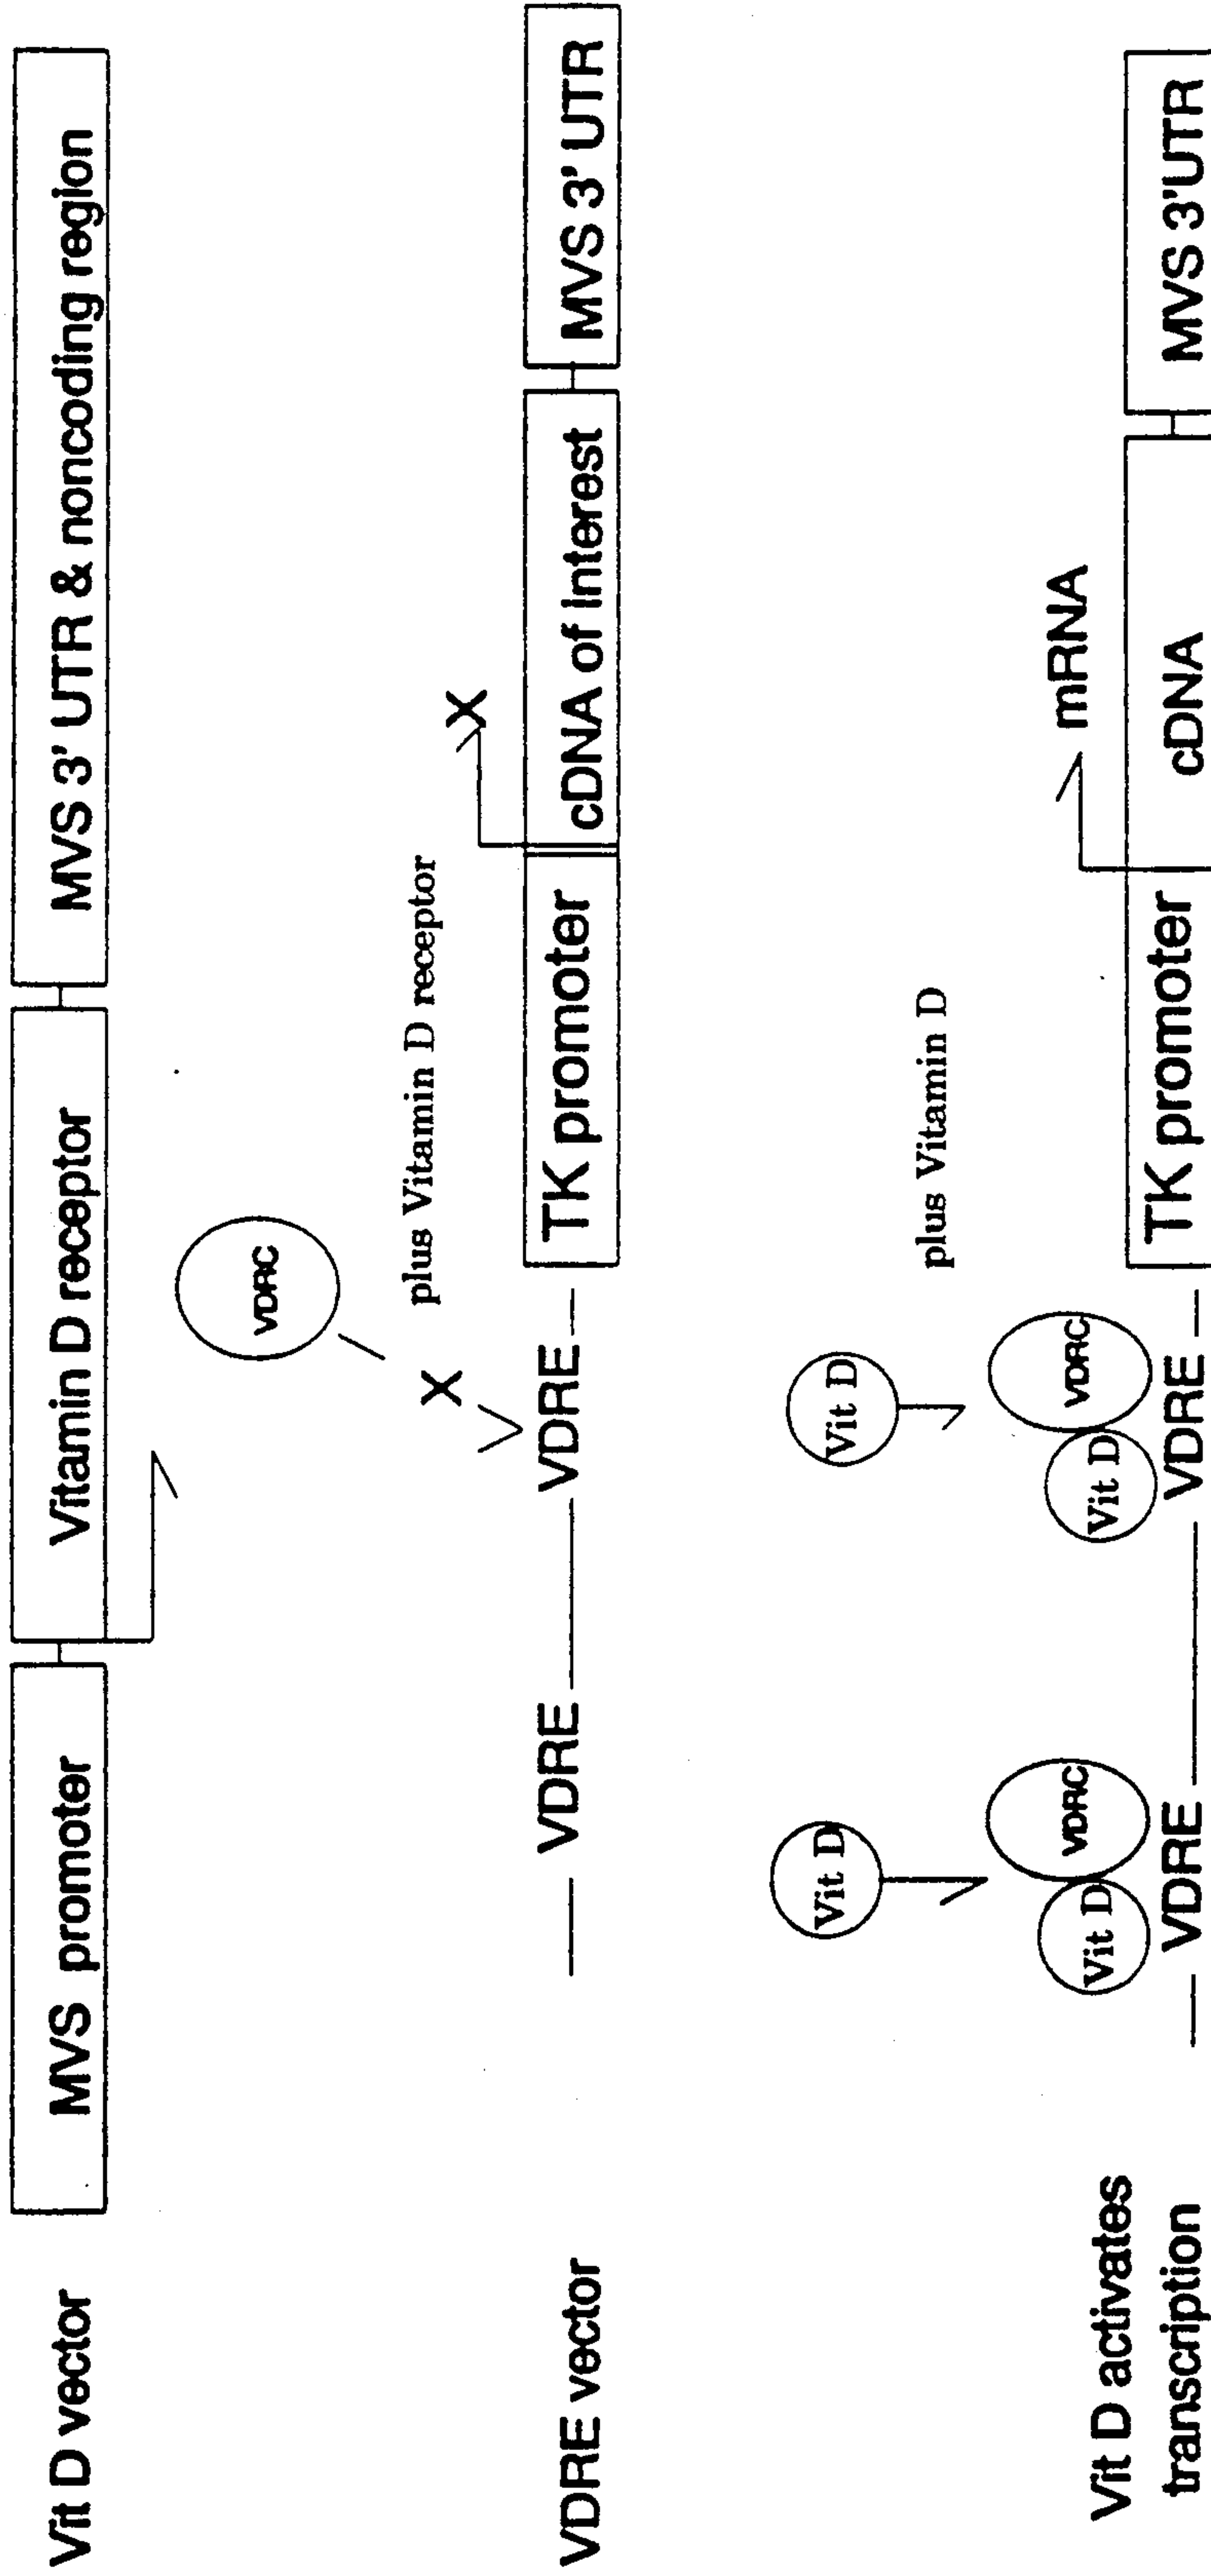 Vit D vector
MVS promoter
Vitamin D receptor
MVS 3' UTR & noncoding region
VDRC
plus Vitamin D receptor
X
X
VDRE vector
VDRE
VDRE
TK promoter
cDNA of interest
MVS 3' UTR
plus Vitamin D
Vit D
Vit D
mRNA
Vit D
VDRC
Vit D
VDRC
Vit D activates
transcription
VDRE
VDRE
TK promoter
cDNA
MVS 3'UTR